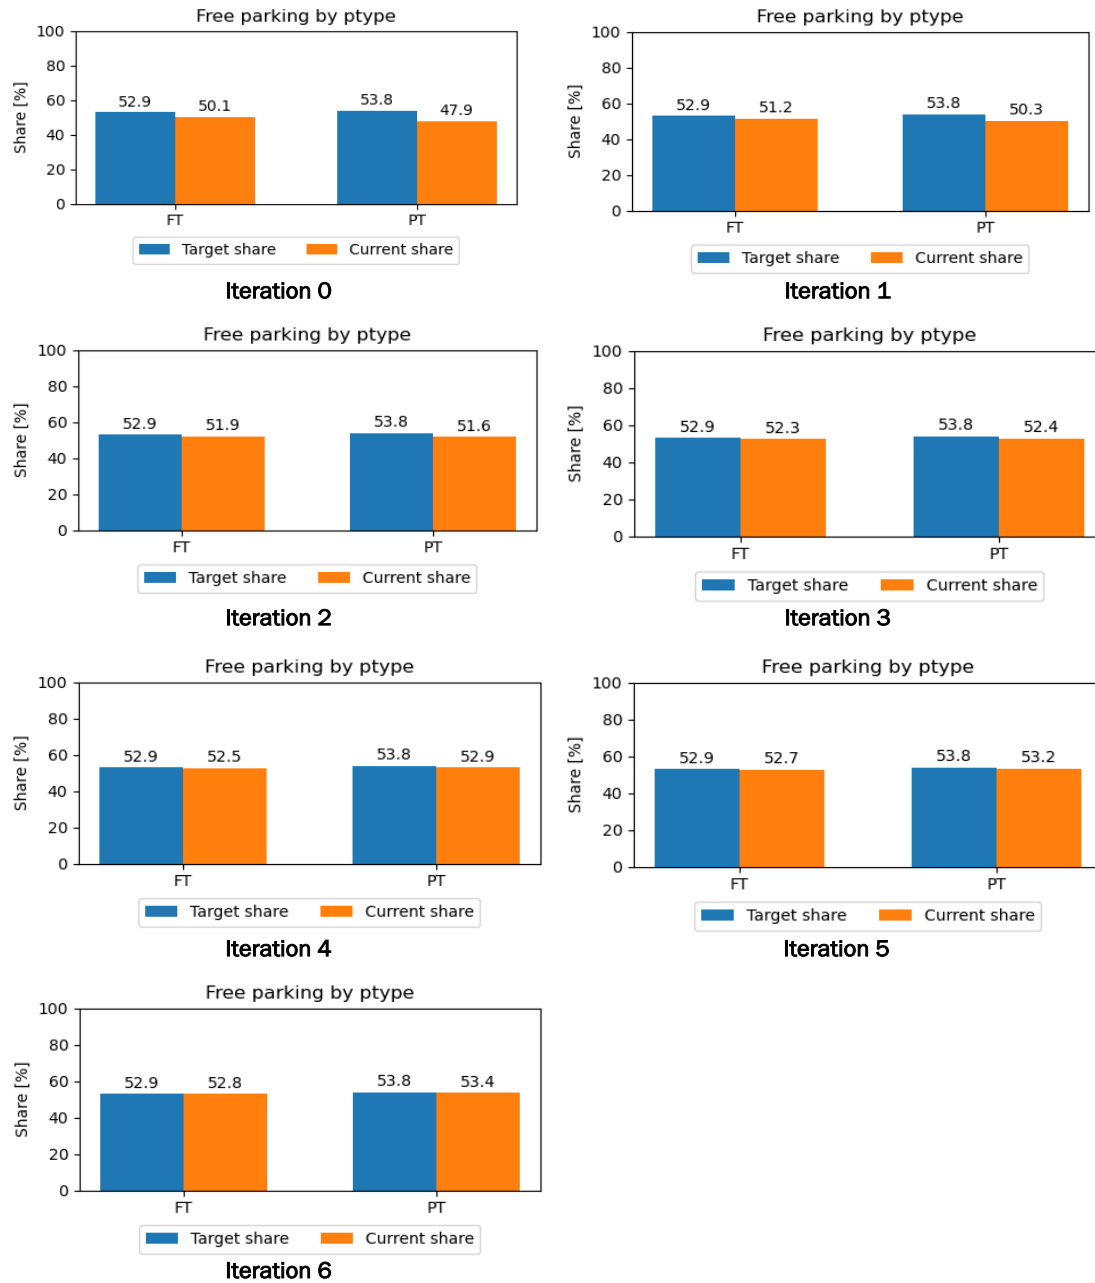 Free parking by ptype
100
80
60
40
20
0
Share [%]
52.9 50.1 53.8 47.9
FT PT
Target share Current share
Iteration 0
Free parking by ptype
100
80
60
40
20
0
Share [%]
52.9 51.2 53.8 50.3
FT PT
Target share Current share
Iteration 1
Free parking by ptype
100
80
60
40
20
0
Share [%]
52.9 51.9 53.8 51.6
FT PT
Target share Current share
Iteration 2
Free parking by ptype
100
80
60
40
20
0
Share [%]
52.9 52.3 53.8 52.4
FT PT
Target share Current share
Iteration 3
Free parking by ptype
100
80
60
40
20
0
Share [%]
52.9 52.5 53.8 52.9
FT PT
Target share Current share
Iteration 4
Free parking by ptype
100
80
60
40
20
0
Share [%]
52.9 52.7 53.8 53.2
FT PT
Target share Current share
Iteration 5
Free parking by ptype
100
80
60
40
20
0
Share [%]
52.9 52.8 53.8 53.4
FT PT
Target share Current share
Iteration 6